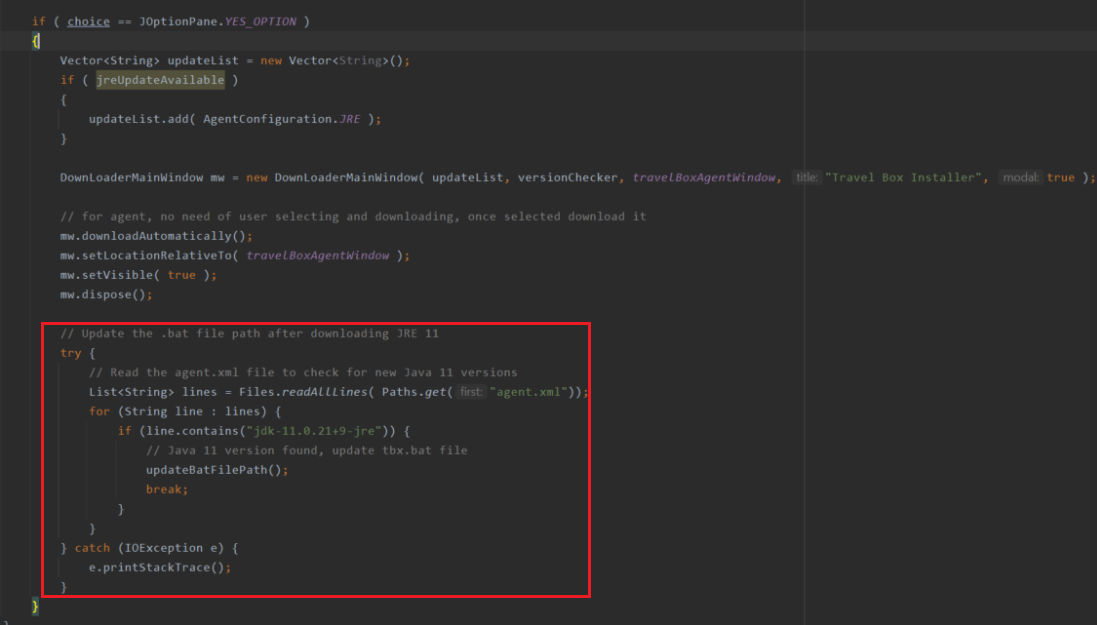 if ( choice == JOptionPane.YES_OPTION )
{
Vector<String> updateList = new Vector<String>();
if ( jreUpdateAvailable )
{
updateList.add( AgentConfiguration.JRE );
}
DownLoaderMainWindow mw = new DownLoaderMainWindow( updateList, versionChecker, travelBoxAgentWindow, title: "Travel Box Installer", modal: true );
// for agent, no need of user selecting and downloading, once selected download it
mw.downloadAutomatically();
mw.setLocationRelativeTo( travelBoxAgentWindow );
mw.setVisible( true );
mw.dispose();
// Update the .bat file path after downloading JRE 11
try {
// Read the agent.xml file to check for new Java 11 versions
List<String> lines = Files.readAllLines( Paths.get( first: "agent.xml"));
for (String line : lines) {
if (line.contains("jdk-11.0.21+9-jre")) {
// Java 11 version found, update tbx.bat file
updateBatFilePath();
break;
}
}
} catch (IOException e) {
e.printStackTrace();
}
}